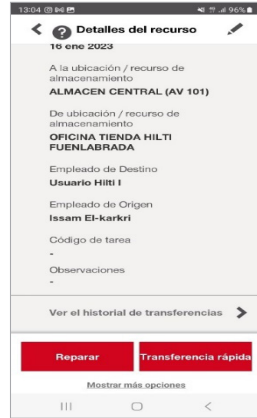 13:04
96%
Detalles del recurso
16 ene 2023
A la ubicación / recurso de
almacenamiento
ALMACEN CENTRAL (AV 101)
De ubicación / recurso de
almacenamiento
OFICINA TIENDA HILTI
FUENLABRADA
Empleado de Destino
Usuario Hilti I
Empleado de Origen
Issam El-karkri
Código de tarea
-
Observaciones
-
Ver el historial de transferencias
Reparar
Transferencia rápida
Mostrar más opciones